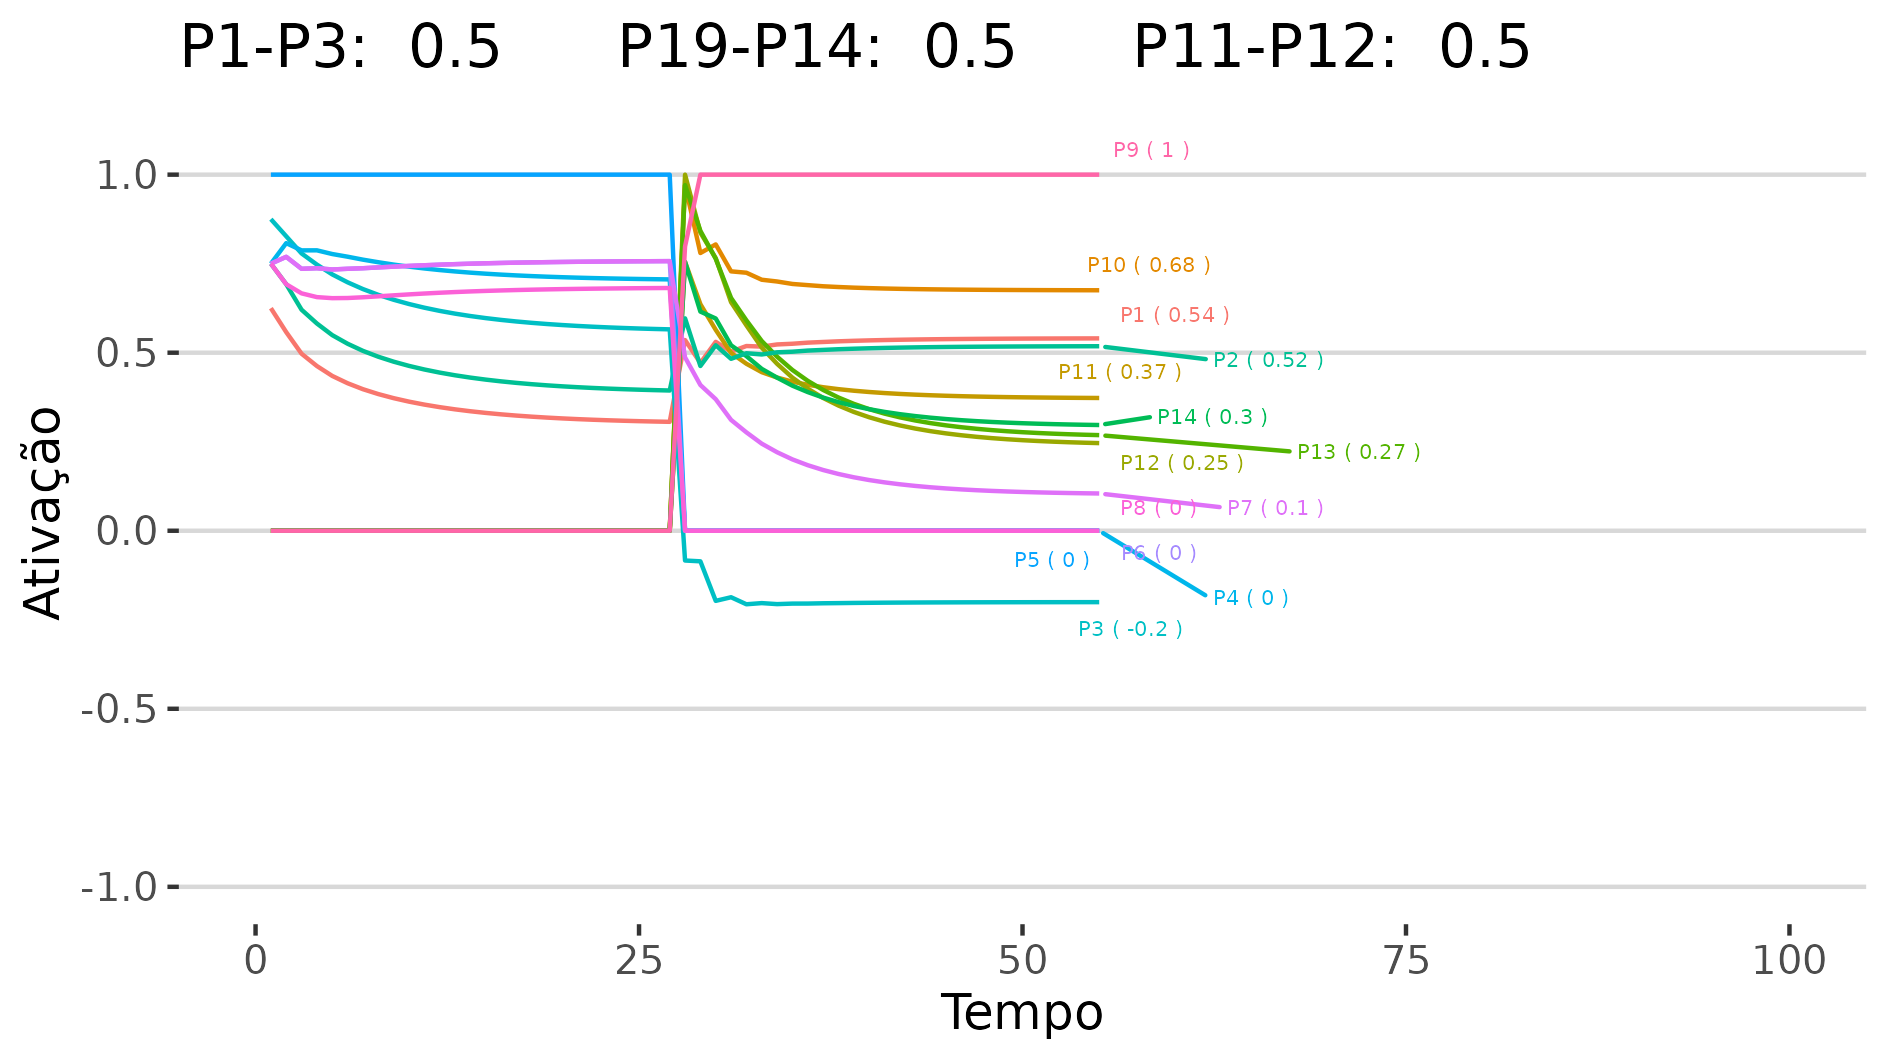 P1-P3:  0.5     P19-P14:  0.5     P11-P12:  0.5
P9 ( 1 )
1.0
P10 ( 0.68 )
P1 ( 0.54 )
0.5
P2 ( 0.52 )
P11 ( 0.37 )
P14 ( 0.3 )
P13 ( 0.27 )
P12 ( 0.25 )
P8 ( 0 )
P7 ( 0.1 )
0.0
P5 ( 0 )
P6 ( 0 )
P4 ( 0 )
P3 ( -0.2 )
-0.5
-1.0
Ativação
0 25 50 75 100
Tempo